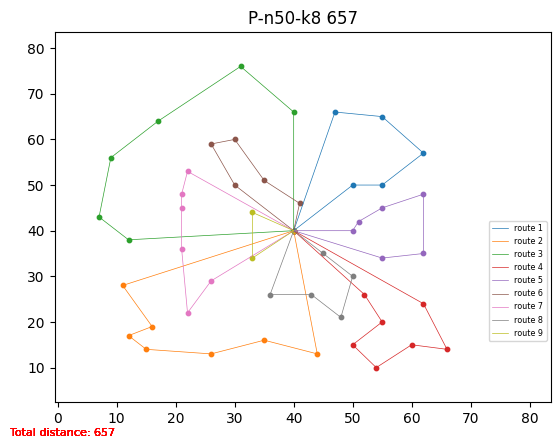 P-n50-k8 657
80
70
60
50
40
30
20
10
0 10 20 30 40 50 60 70 80
route 1
route 2
route 3
route 4
route 5
route 6
route 7
route 8
route 9
Total distance: 657